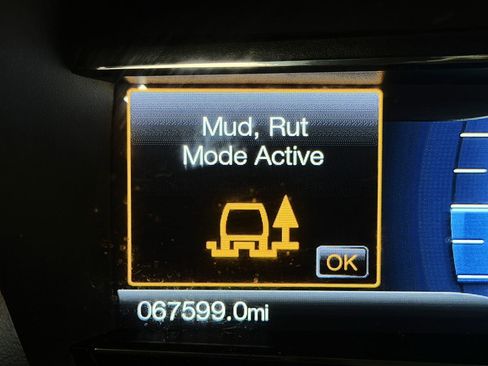 Mud, Rut
Mode Active
OK
067599.0mi